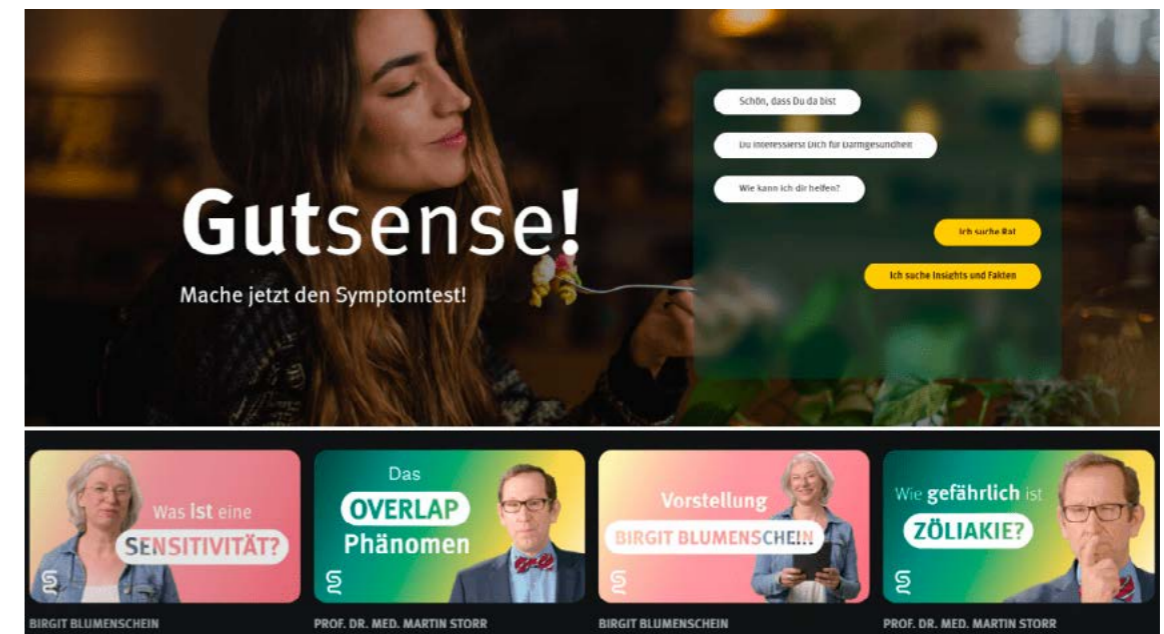 Schön, dass Du da bist
Du interessierst Dich für Darmgesundheit
Wie kann ich dir helfen?
Ich suche Rat
Ich suche Insights und Fakten
Gutsense!
Mache jetzt den Symptomtest!
Was ist eine
SENSITIVITÄT?
BIRGIT BLUMENSCHEIN
Das
OVERLAP
Phänomen
PROF. DR. MED. MARTIN STORR
Vorstellung
BIRGIT BLUMENSCHEIN
BIRGIT BLUMENSCHEIN
Wie gefährlich ist
ZÖLIAKIE?
PROF. DR. MED. MARTIN STORR